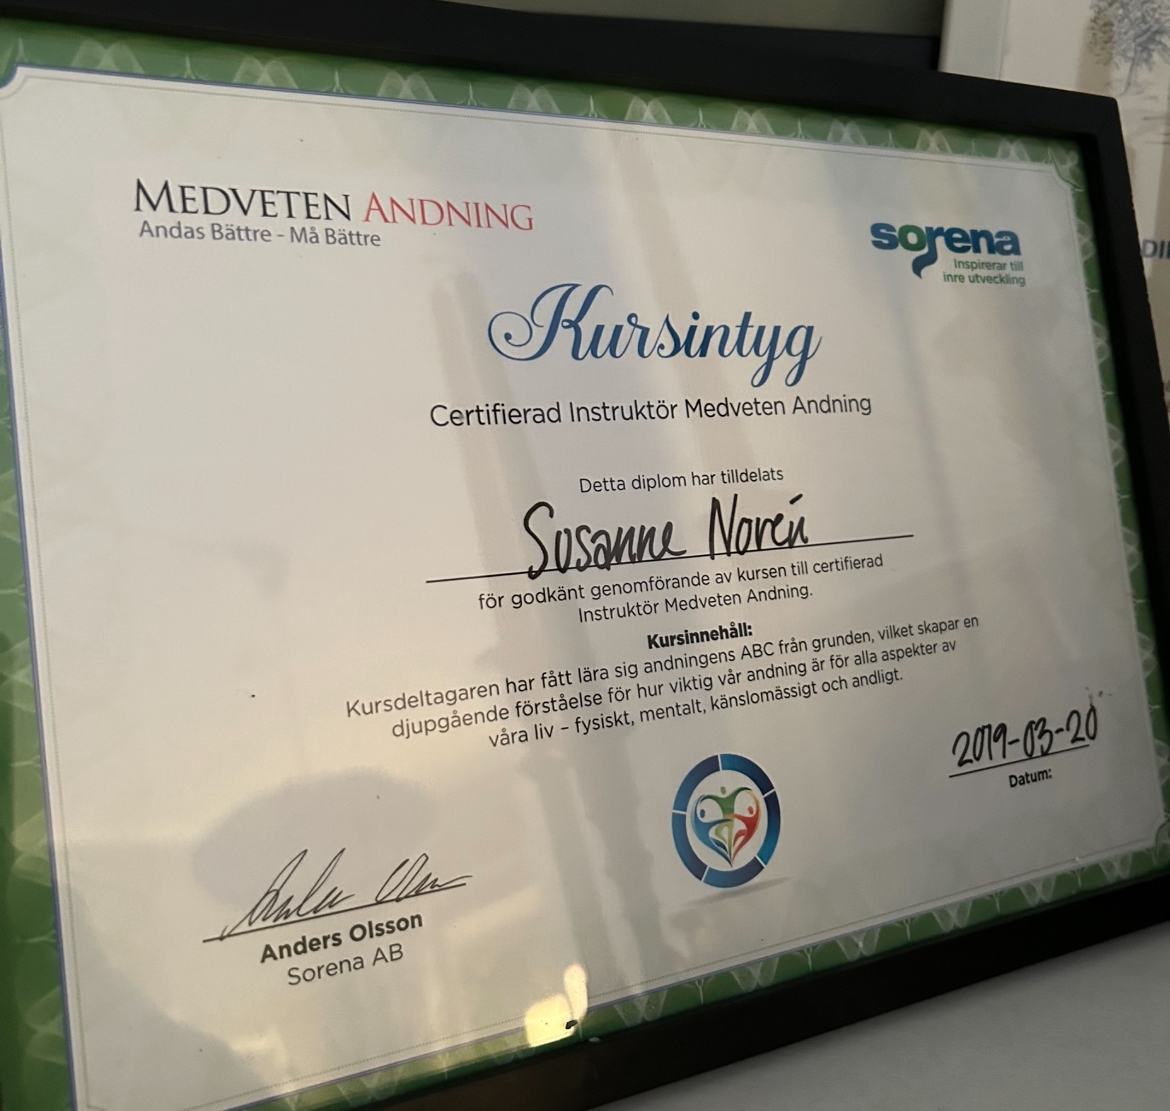 MEDVETEN ANDNING
Andas Bättre - Må Bättre
sorena
Inspirerar till
inre utveckling
Kursintyg
Certifierad Instruktör Medveten Andning
Detta diplom har tilldelats
Susanne Norén
för godkänt genomförande av kursen till certifierad
Instruktör Medveten Andning.
Kursinnehåll:
Kursdeltagaren har fått lära sig andningens ABC från grunden, vilket skapar en
djupgående förståelse för hur viktig vår andning är för alla aspekter av
våra liv – fysiskt, mentalt, känslomässigt och andligt.
2019-03-20
Datum:
Anders Olsson
Sorena AB